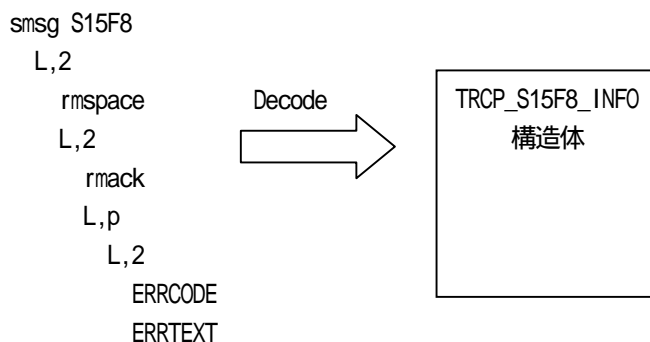 smsg S15F8
L,2
rmspace
L,2
rmack
L,p
L,2
ERRCODE
ERRTEXT
Decode
TRCP_S15F8_INFO
構造体